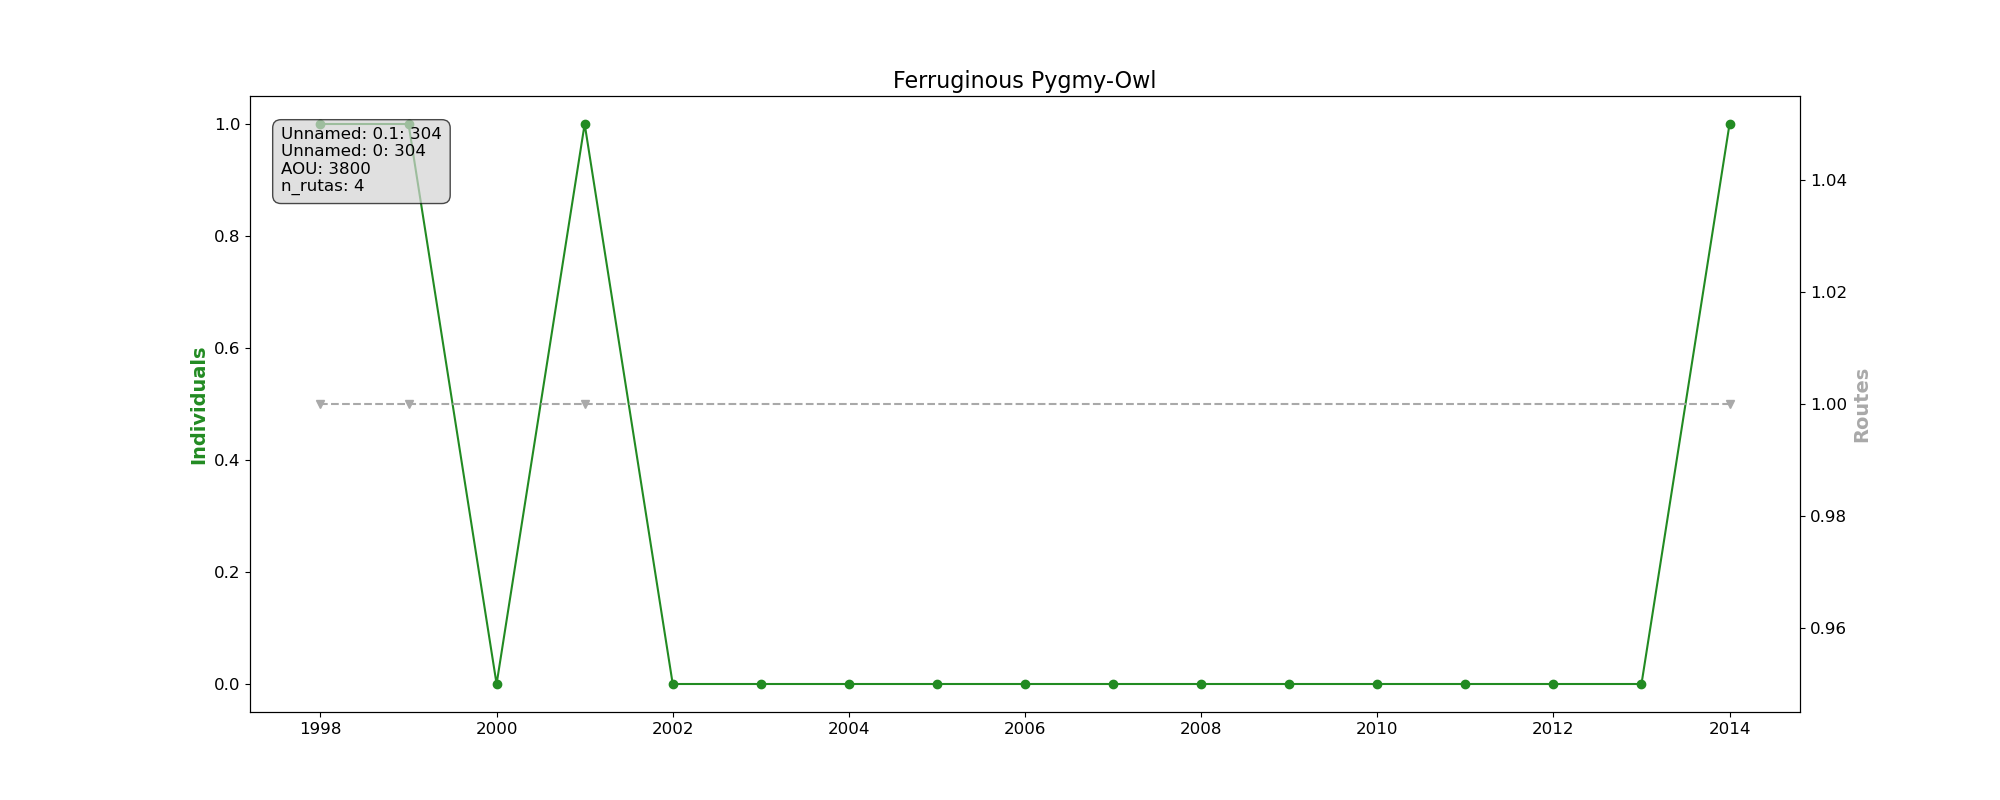 Ferruginous Pygmy-Owl
Unnamed: 0.1: 304
Unnamed: 0: 304
AOU: 3800
n_rutas: 4
Individuals
1.0
0.8
0.6
0.4
0.2
0.0
1.04
1.02
1.00
0.98
0.96
Routes
1998 2000 2002 2004 2006 2008 2010 2012 2014